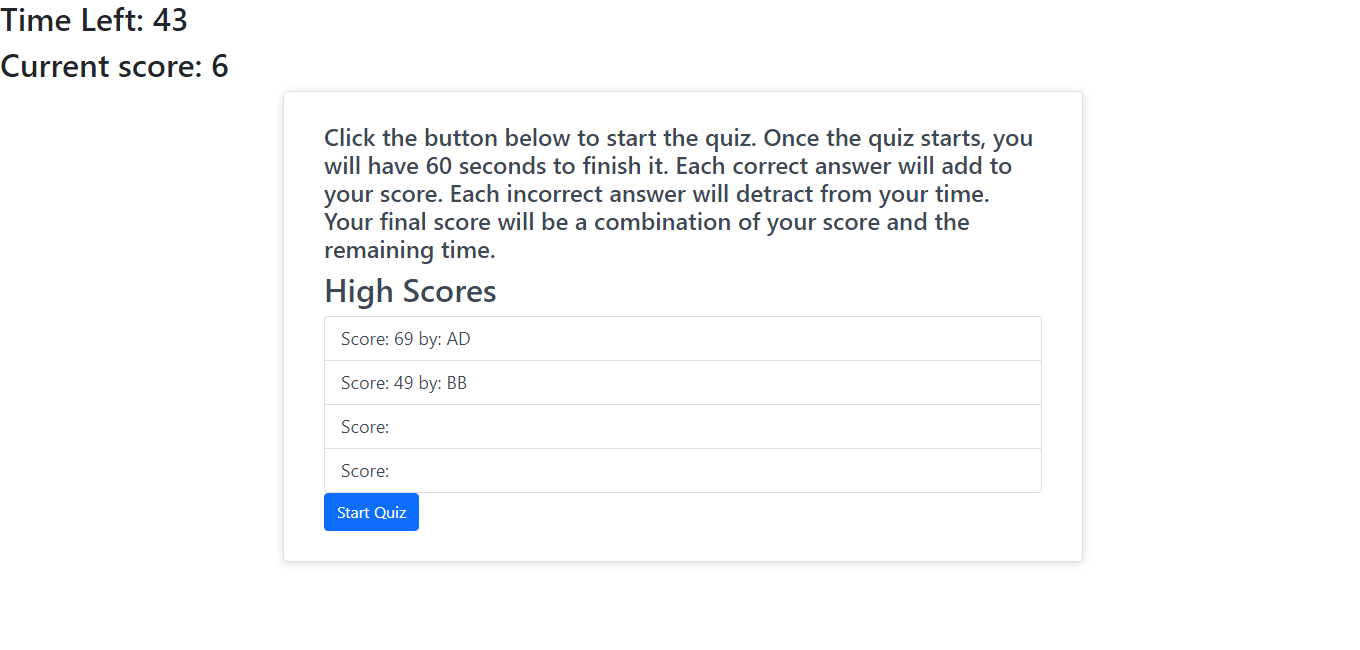 Time Left: 43
Current score: 6
Click the button below to start the quiz. Once the quiz starts, you
will have 60 seconds to finish it. Each correct answer will add to
your score. Each incorrect answer will detract from your time.
Your final score will be a combination of your score and the
remaining time.
High Scores
Score: 69 by: AD
Score: 49 by: BB
Score:
Score:
Start Quiz